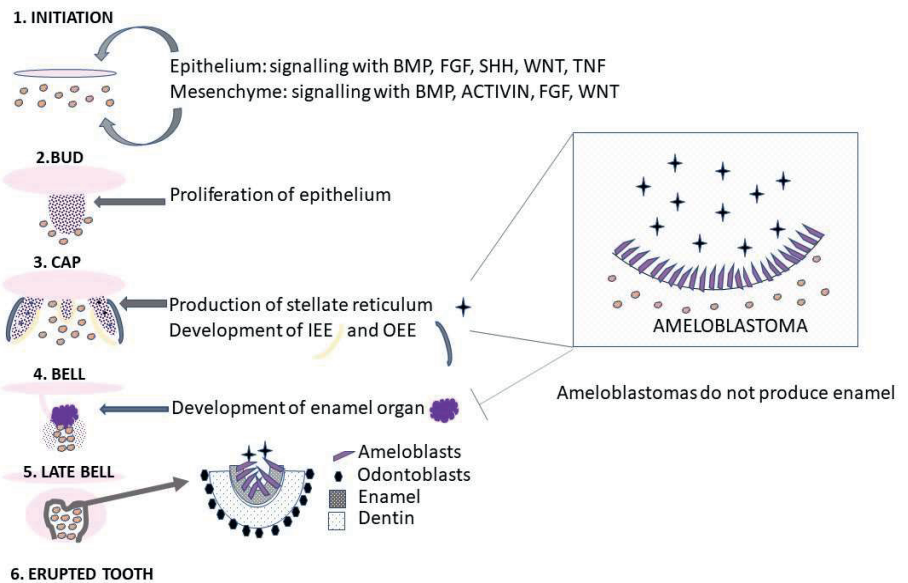 1. INITIATION
Epithelium: signalling with BMP, FGF, SHH, WNT, TNF
Mesenchyme: signalling with BMP, ACTIVIN, FGF, WNT
2.BUD
Proliferation of epithelium
3. CAP
Production of stellate reticulum
Development of IEE and OEE
AMELOBLASTOMA
4. BELL
Development of enamel organ
Ameloblastomas do not produce enamel
5. LATE BELL
Ameloblasts
Odontoblasts
Enamel
Dentin
6. ERUPTED TOOTH